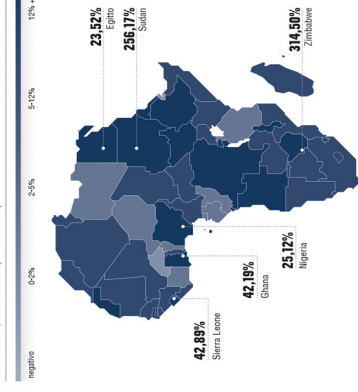 negativo
0-2%
2-5%
5-12%
12% +
23,52%
Egitto
256,17%
Sudan
314,50%
Zimbabwe
25,12%
Nigeria
42,19%
Ghana
42,89%
Sierra Leone